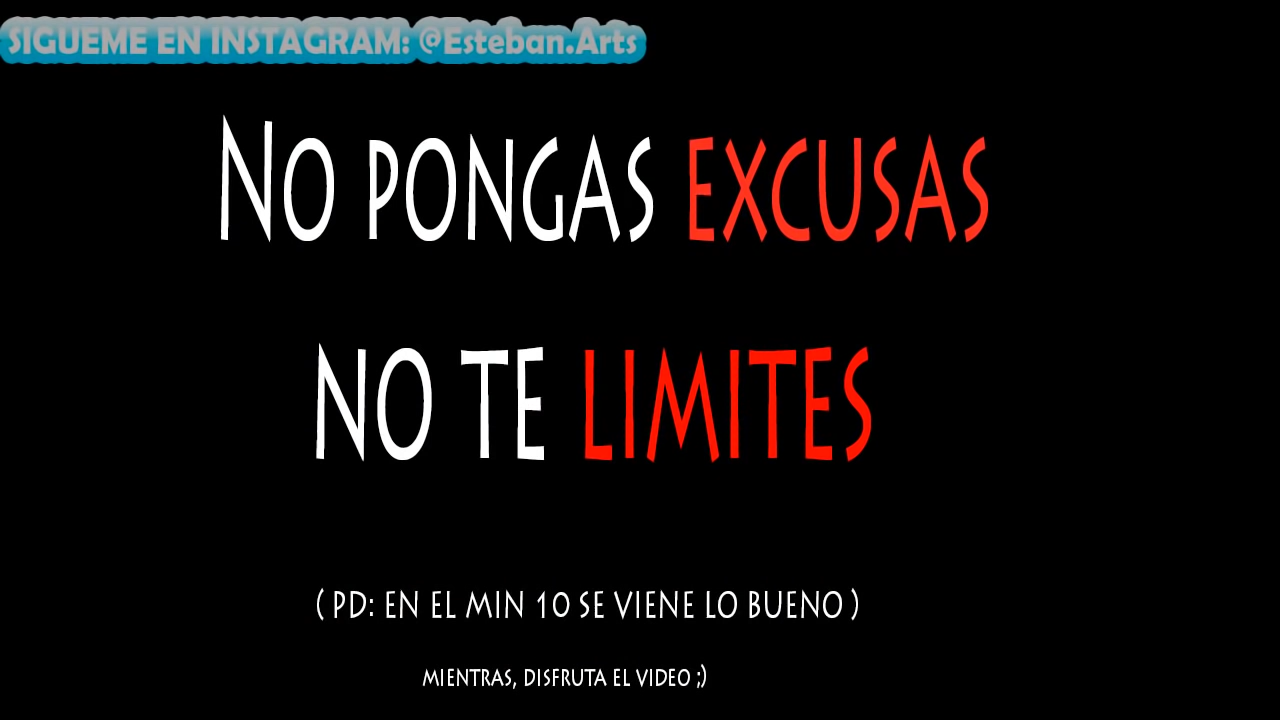 SIGUEME EN INSTAGRAM: @Esteban.Arts
No pongas excusas
no te limites
( PD: EN EL MIN 10 SE VIENE LO BUENO )
MIENTRAS, DISFRUTA EL VIDEO ;)